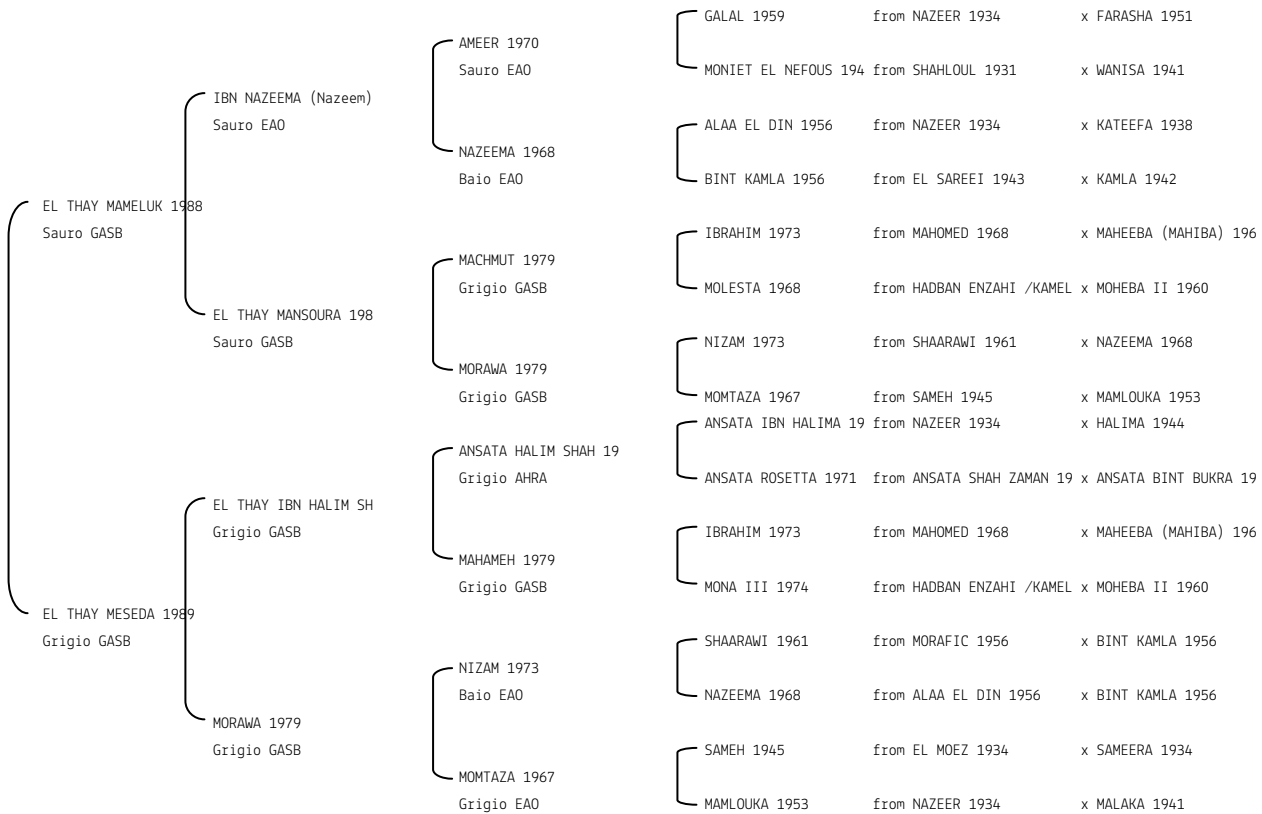 GALAL 1959 from NAZEER 1934 x FARASHA 1951
AMEER 1970
Sauro EAO
MONIET EL NEFOUS 194 from SHAHLOUL 1931 x WANISA 1941
IBN NAZEEMA (Nazeem)
Sauro EAO
ALAA EL DIN 1956 from NAZEER 1934 x KATEEFA 1938
NAZEEMA 1968
Baio EAO
BINT KAMLA 1956 from EL SAREEI 1943 x KAMLA 1942
EL THAY MAMELUK 1988
Sauro GASB
IBRAHIM 1973 from MAHOMED 1968 x MAHEEBA (MAHIBA) 196
MACHMUT 1979
Grigio GASB
MOLESTA 1968 from HADBAN ENZAHI /KAMEL x MOHEBA II 1960
EL THAY MANSOURA 198
Sauro GASB
NIZAM 1973 from SHAARAWI 1961 x NAZEEMA 1968
MORAWA 1979
Grigio GASB
MOMTAZA 1967 from SAMEH 1945 x MAMLOUKA 1953
ANSATA IBN HALIMA 19 from NAZEER 1934 x HALIMA 1944
ANSATA HALIM SHAH 19
Grigio AHRA
ANSATA ROSETTA 1971 from ANSATA SHAH ZAMAN 19 x ANSATA BINT BUKRA 19
EL THAY IBN HALIM SH
Grigio GASB
IBRAHIM 1973 from MAHOMED 1968 x MAHEEBA (MAHIBA) 196
MAHAMEH 1979
Grigio GASB
MONA III 1974 from HADBAN ENZAHI /KAMEL x MOHEBA II 1960
EL THAY MESEDA 1989
Grigio GASB
SHAARAWI 1961 from MORAFIC 1956 x BINT KAMLA 1956
NIZAM 1973
Baio EAO
NAZEEMA 1968 from ALAA EL DIN 1956 x BINT KAMLA 1956
MORAWA 1979
Grigio GASB
SAMEH 1945 from EL MOEZ 1934 x SAMEERA 1934
MOMTAZA 1967
Grigio EAO
MAMLOUKA 1953 from NAZEER 1934 x MALAKA 1941